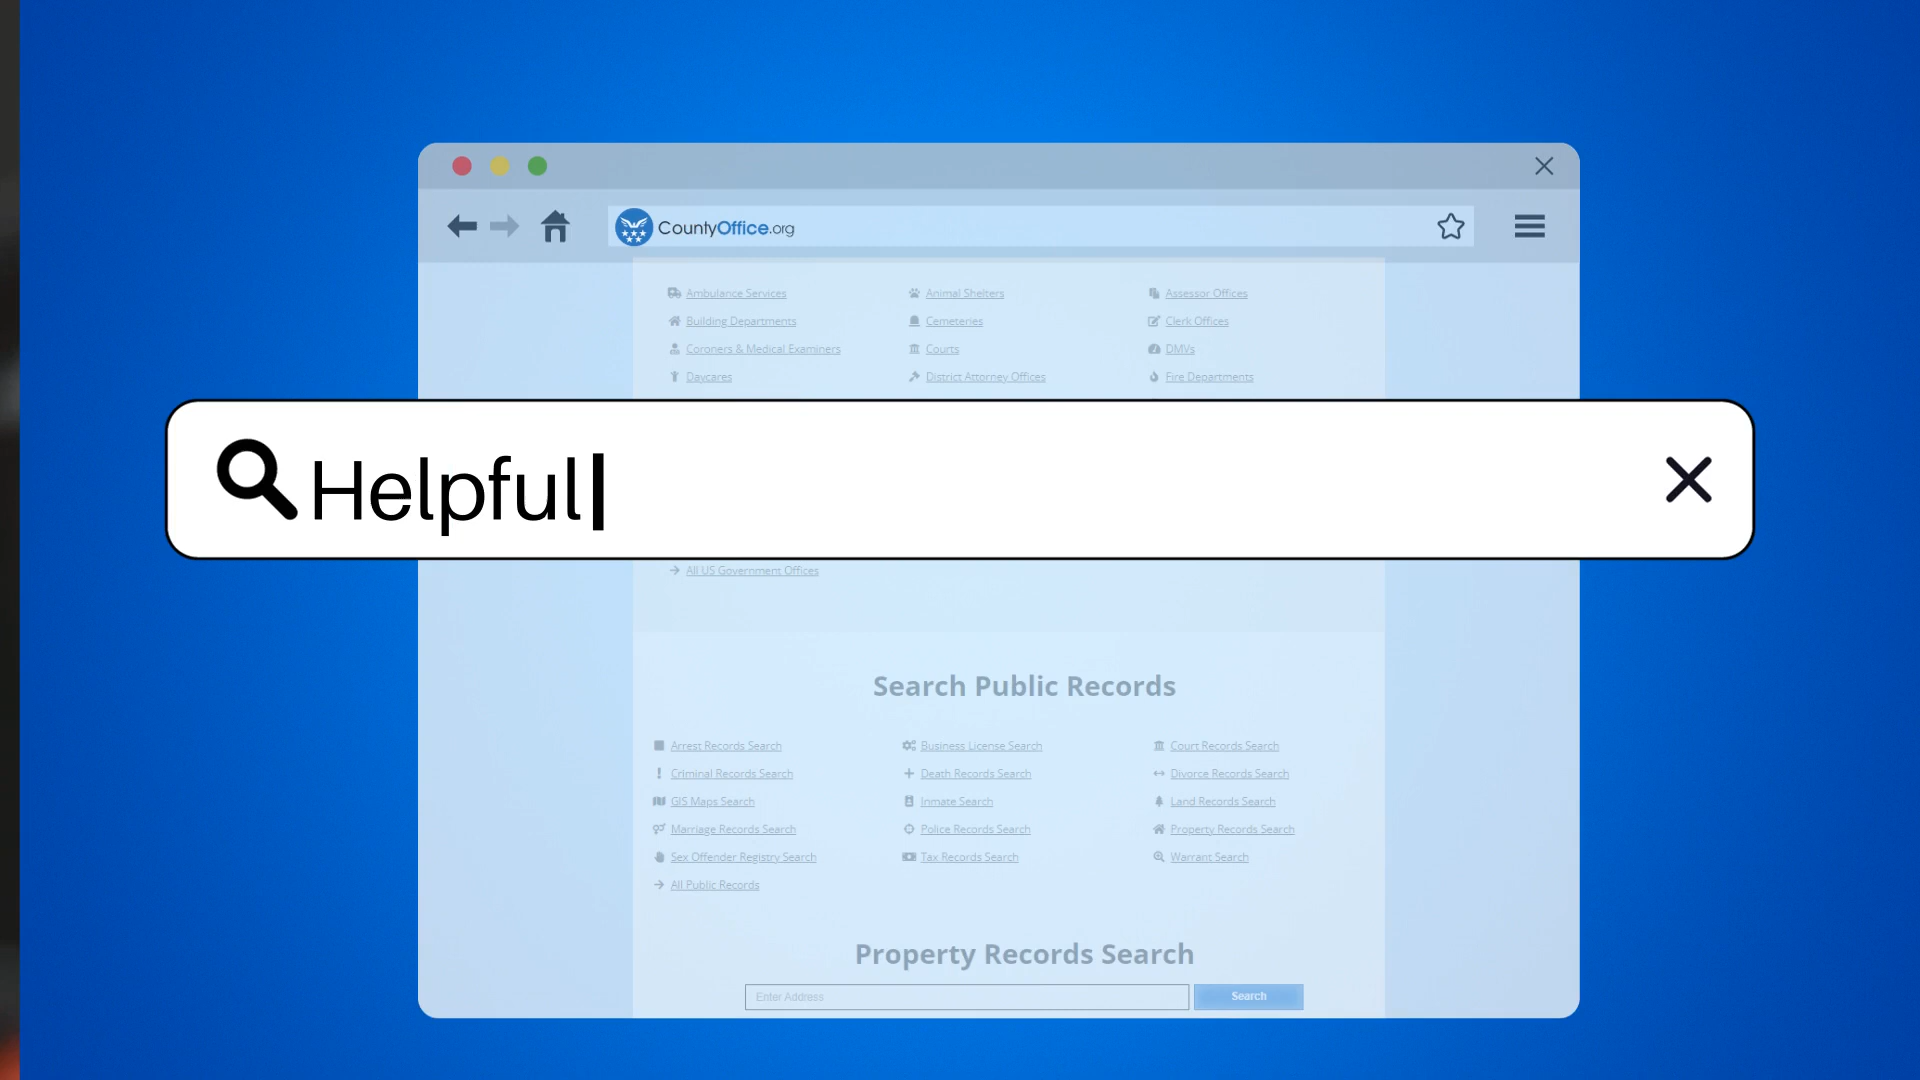 CountyOffice.org
Ambulance Services Animal Shelters Assessor Offices
Building Departments Cemeteries Clerk Offices
Coroners & Medical Examiners Courts DMVs
Daycares District Attorney Offices Fire Departments
Helpful
All US Government Offices
Search Public Records
Arrest Records Search Business License Search Court Records Search
Criminal Records Search Death Records Search Divorce Records Search
GIS Maps Search Inmate Search Land Records Search
Marriage Records Search Police Records Search Property Records Search
Sex Offender Registry Search Tax Records Search Warrant Search
All Public Records
Property Records Search
Enter Address Search